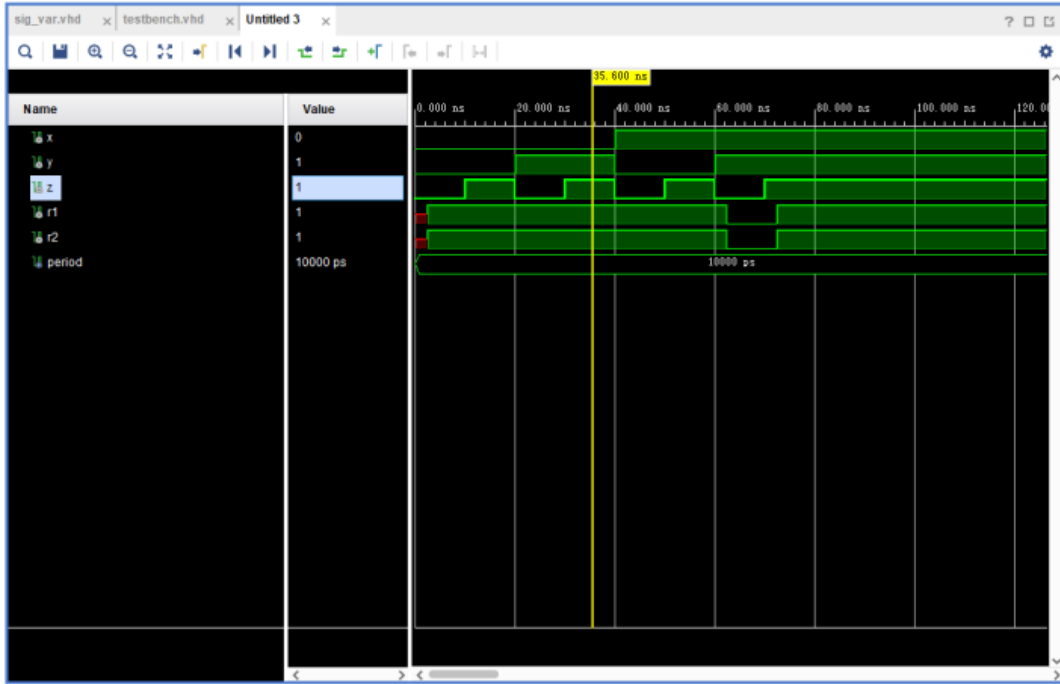 sig_var.vhd × testbench.vhd × Untitled 3 ×
35.600 ns
Name Value
0.000 ns 20.000 ns 40.000 ns 60.000 ns 80.000 ns 100.000 ns 120.0
x 0
y 1
z 1
r1 1
r2 1
period 10000 ps 10000 ps